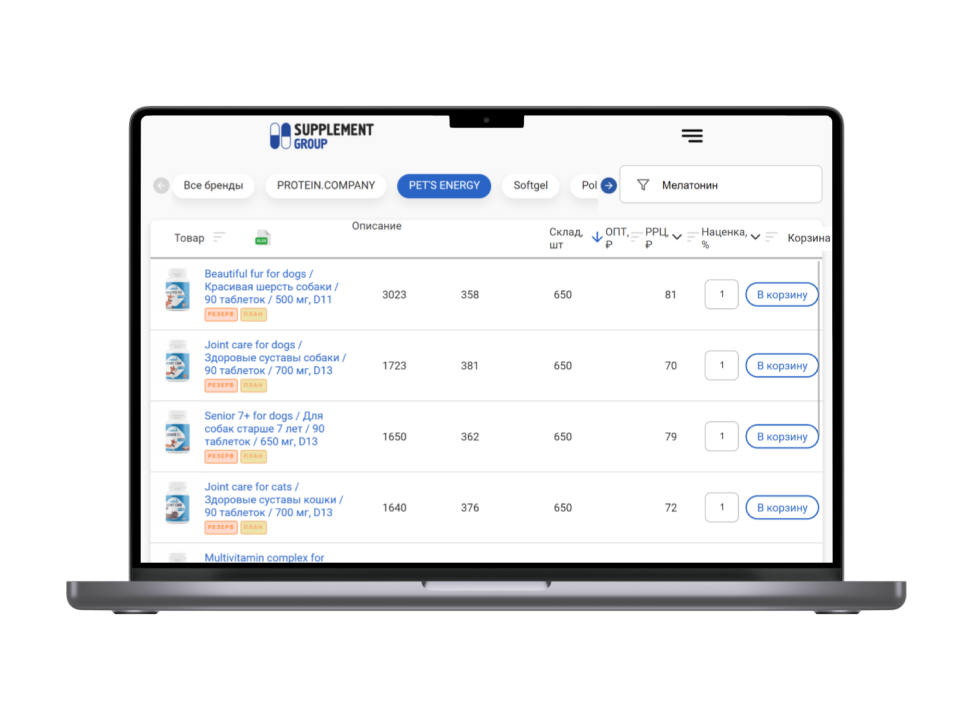 SUPPLEMENT
GROUP
Все бренды
PROTEIN.COMPANY
PET'S ENERGY
Softgel
Pol
Мелатонин
Товар
XLSX
Описание
Склад,
шт
ОПТ,
₽
РРЦ,
₽
Наценка,
%
Корзина
Beautiful fur for dogs /
Красивая шерсть собаки /
90 таблеток / 500 мг, D11
РЕЗЕРВ ПЛАН
3023 358 650 81 1 В корзину
Joint care for dogs /
Здоровые суставы собаки /
90 таблеток / 700 мг, D13
РЕЗЕРВ ПЛАН
1723 381 650 70 1 В корзину
Senior 7+ for dogs / Для
собак старше 7 лет / 90
таблеток / 650 мг, D13
РЕЗЕРВ ПЛАН
1650 362 650 79 1 В корзину
Joint care for cats /
Здоровые суставы кошки /
90 таблеток / 700 мг, D13
РЕЗЕРВ ПЛАН
1640 376 650 72 1 В корзину
Multivitamin complex for